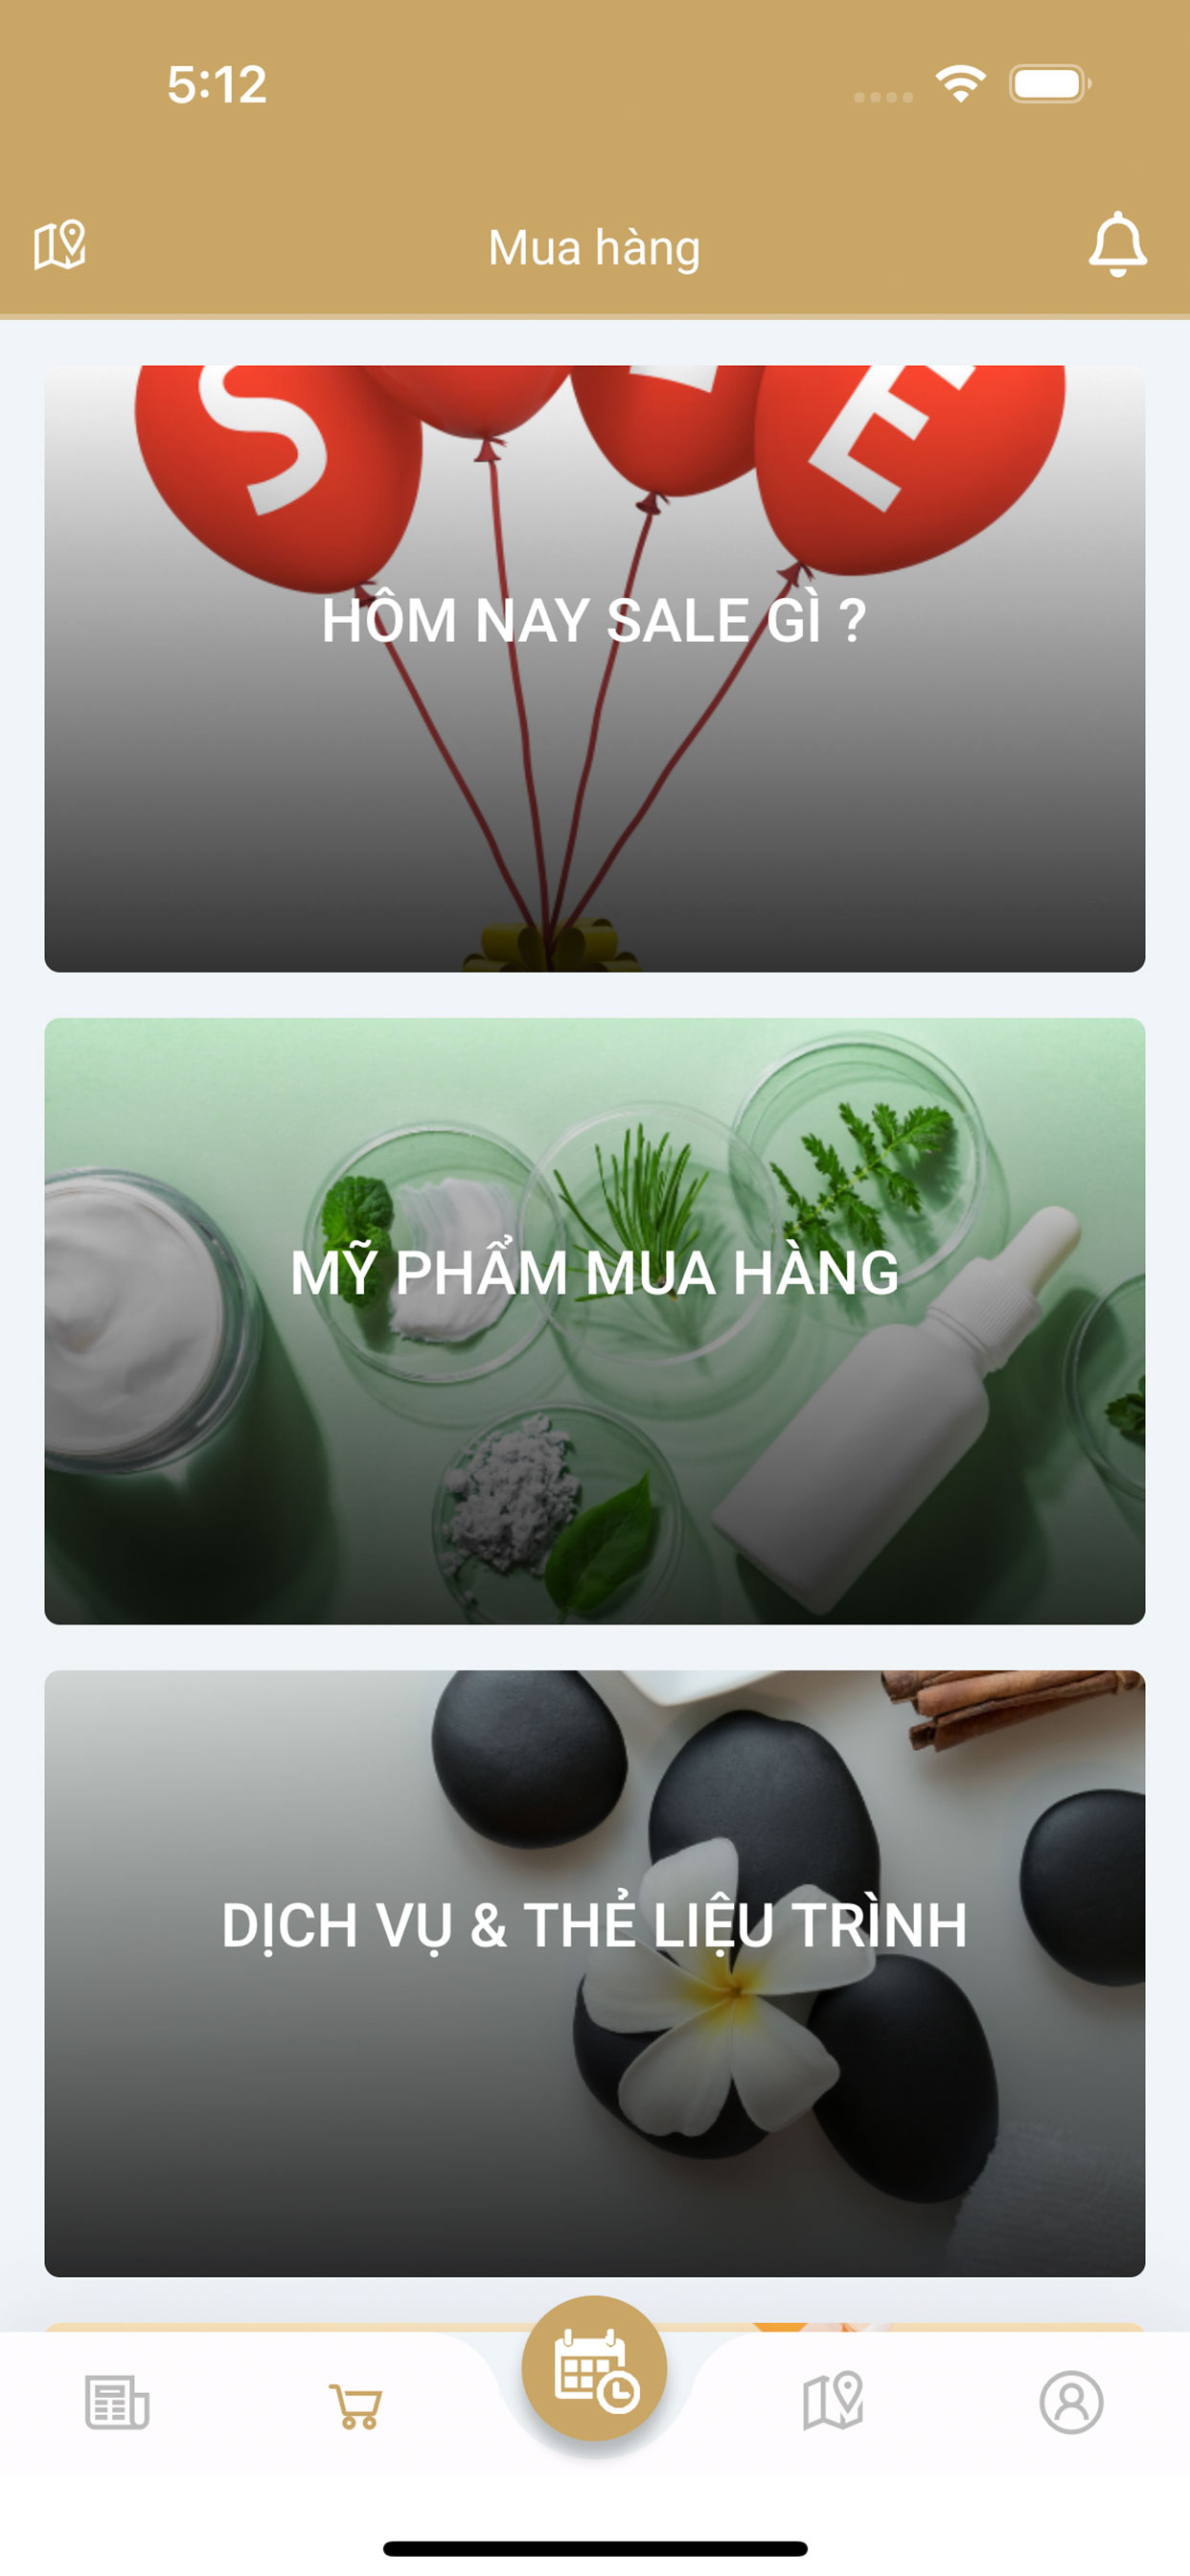 5:12
Mua hàng
S L E
HÔM NAY SALE GÌ ?
MỸ PHẨM MUA HÀNG
DỊCH VỤ & THẺ LIỆU TRÌNH